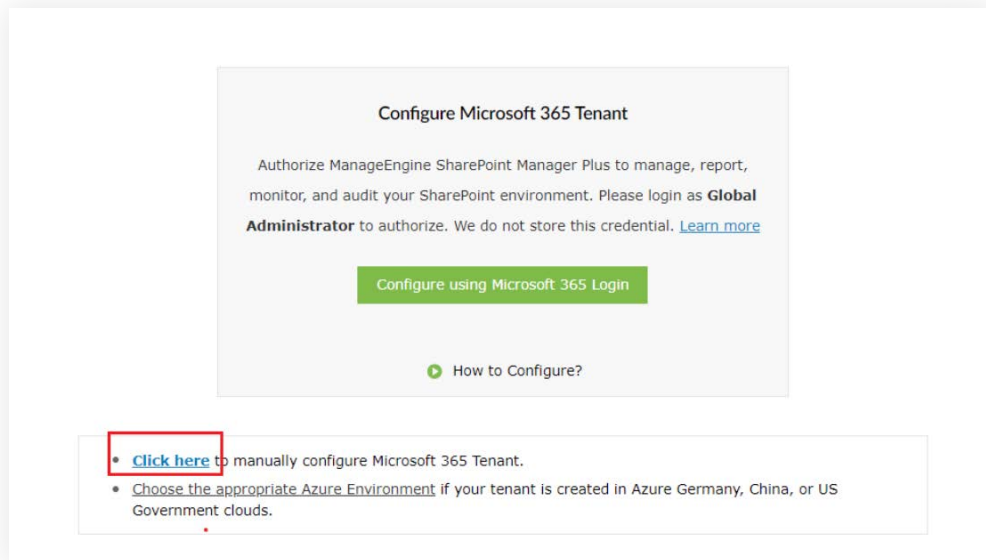 Configure Microsoft 365 Tenant
Authorize ManageEngine SharePoint Manager Plus to manage, report,
monitor, and audit your SharePoint environment. Please login as Global
Administrator to authorize. We do not store this credential. Learn more
Configure using Microsoft 365 Login
How to Configure?
Click here to manually configure Microsoft 365 Tenant.
Choose the appropriate Azure Environment if your tenant is created in Azure Germany, China, or US
Government clouds.